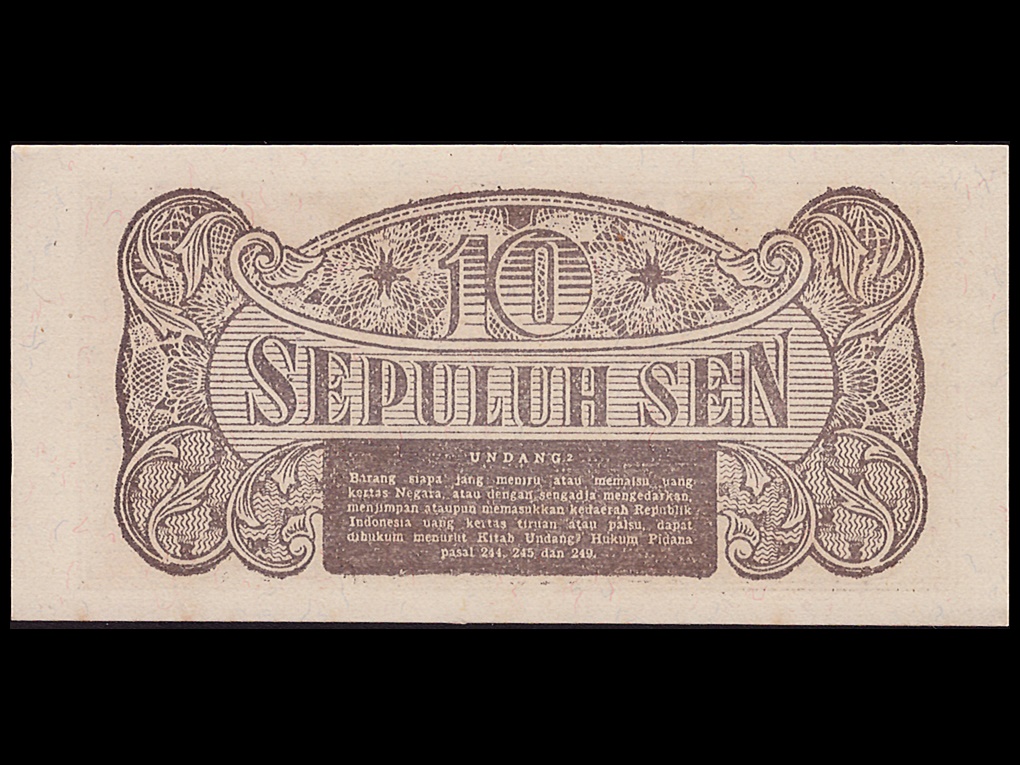 10
SEPULUH SEN
UNDANG²
Barang siapa jang meniru atau memalsu uang
kertas Negara, atau dengan sengadja mengedarkan,
menjimpan ataupun memasukkan kedaerah Republik
Indonesia uang kertas tiruan atau palsu, dapat
dihukum menurut Kitab Undang² Hukum Pidana
pasal 244, 245 dan 249.